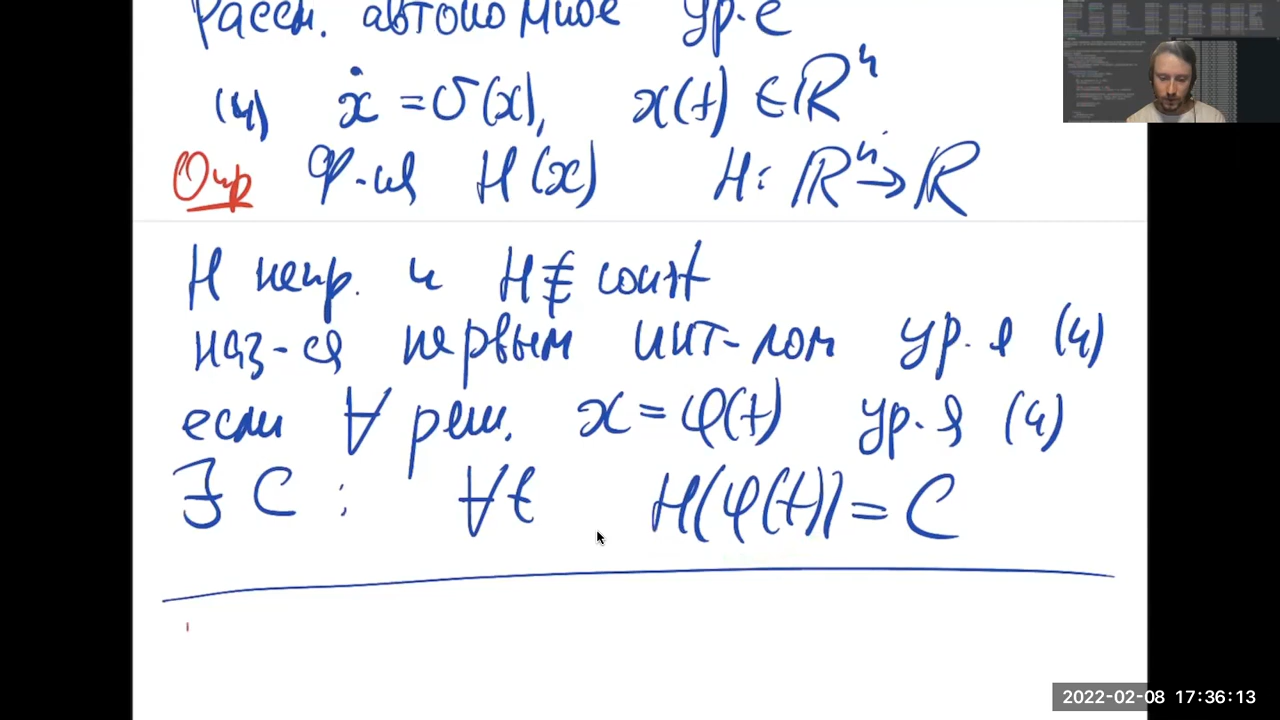 Рассм. автономное ур-е
(4) ẋ = v(x), x(t) ∈ ℝⁿ
Опр Ф-ия H(x) H: ℝⁿ → ℝ
H непр. и H ≢ const
наз-ся первым инт-лом ур-я (4)
если ∀ реш. x = φ(t) ур-я (4)
∃ C : ∀t H(φ(t)) = C
2022-02-08 17:36:13